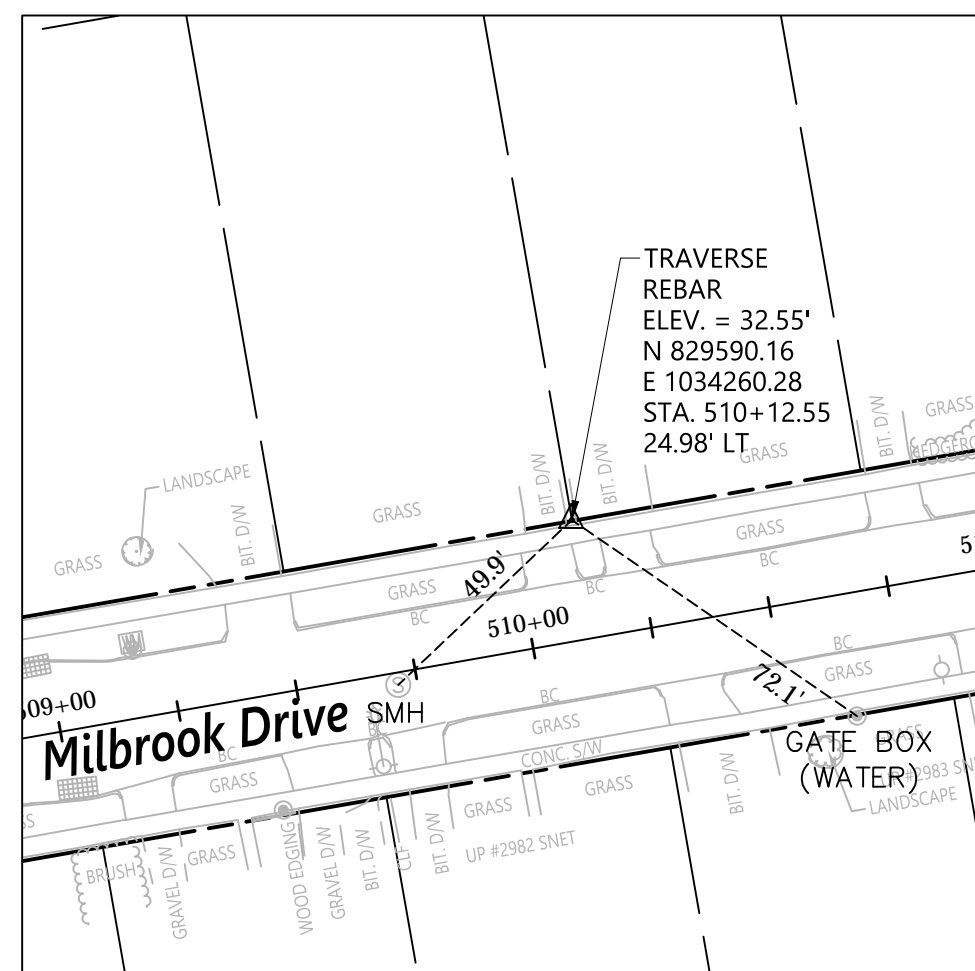 TRAVERSE
REBAR
ELEV. = 32.55'
N 829590.16
E 1034260.28
STA. 510+12.55
24.98' LT
GRASS
BIT. D/W
GRASS
BIT. D/W
BIT. D/W
LANDSCAPE
GRASS
BIT. D/W
GRASS
GRASS
49.9'
GRASS
BC
BC
BC
510+00
509+00
Milbrook Drive
SMH
BC
GRASS
BC
GRASS
72.1'
GATE BOX
(WATER)
GRASS
UP #2983
LANDSCAPE
BIT. D/W
CONC. S/W
BC
GRASS
GRASS
GRASS
UP #2982 SNET
BRUSH
GRAVEL D/W
GRASS
WOOD EDGING
GRAVEL D/W
BIT. D/W
CLF
BIT. D/W